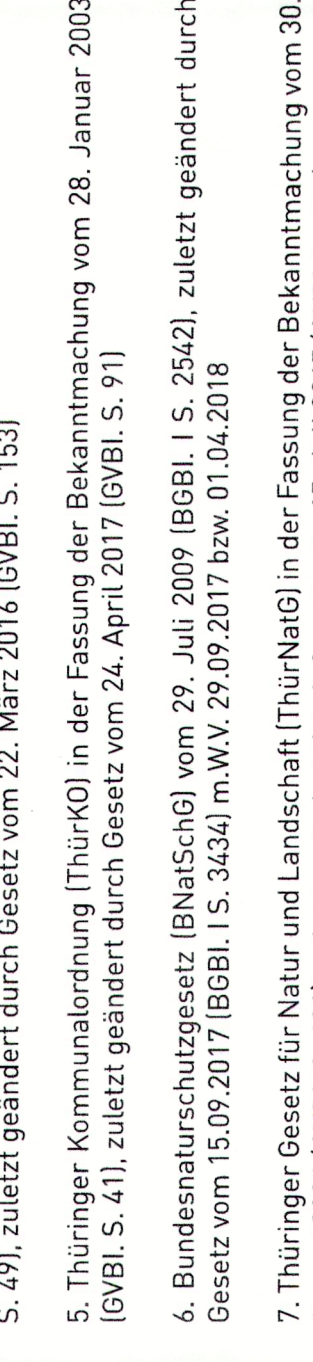 S. 49), zuletzt geändert durch Gesetz vom 22. März 2016 (GVBl. S. 153)
5. Thüringer Kommunalordnung (ThürKO) in der Fassung der Bekanntmachung vom 28. Januar 2003
(GVBl. S. 41), zuletzt geändert durch Gesetz vom 24. April 2017 (GVBl. S. 91)
6. Bundesnaturschutzgesetz (BNatSchG) vom 29. Juli 2009 (BGBl. I S. 2542), zuletzt geändert durch
Gesetz vom 15.09.2017 (BGBl. I S. 3434) m.W.V. 29.09.2017 bzw. 01.04.2018
7. Thüringer Gesetz für Natur und Landschaft (ThürNatG) in der Fassung der Bekanntmachung vom 30.